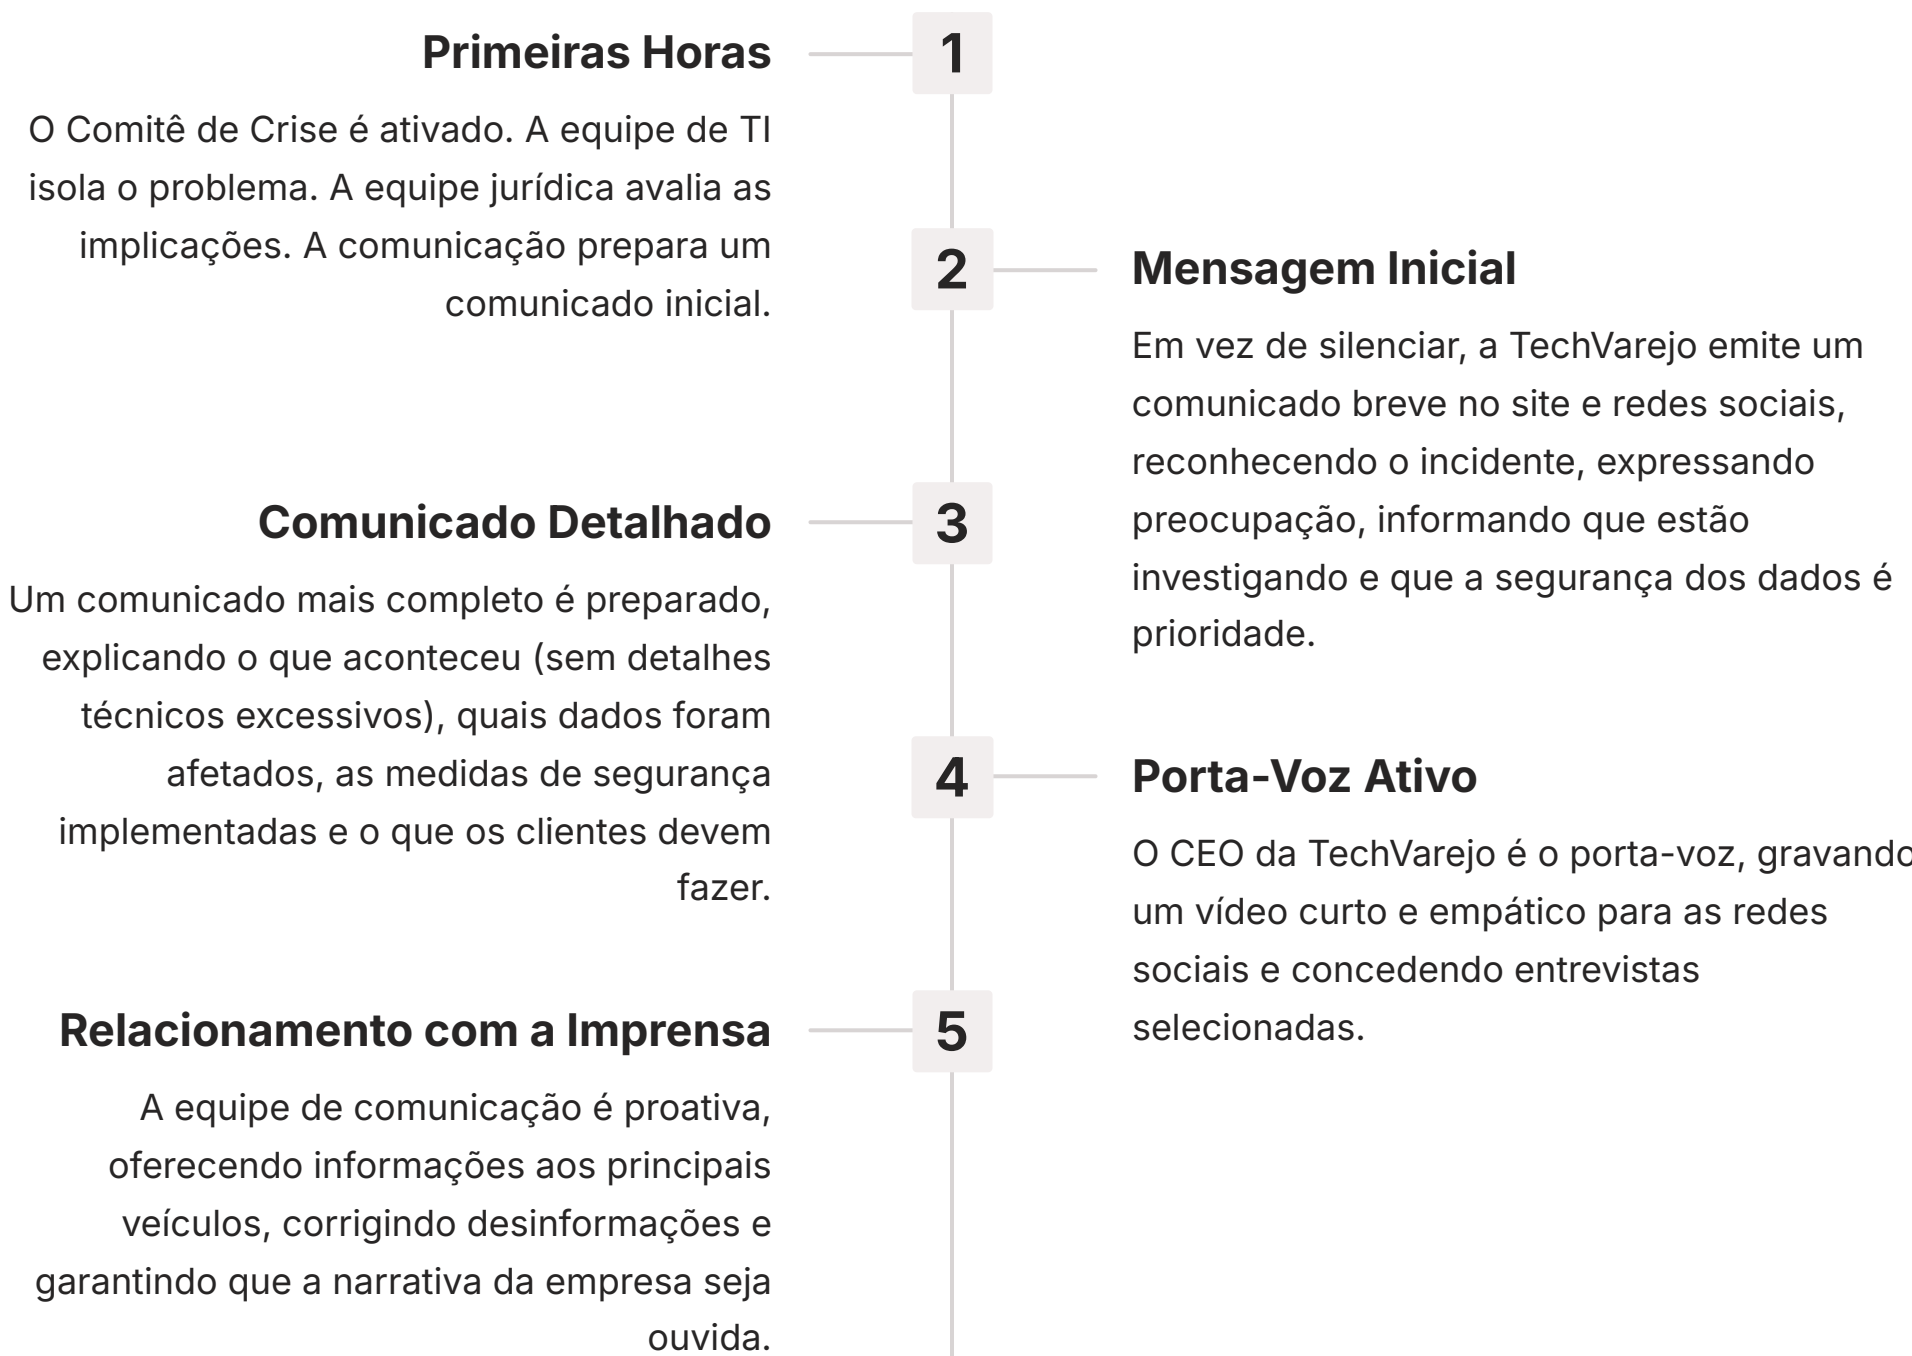 Primeiras Horas
1
O Comitê de Crise é ativado. A equipe de TI
isola o problema. A equipe jurídica avalia as
implicações. A comunicação prepara um
comunicado inicial.
2
Mensagem Inicial
Em vez de silenciar, a TechVarejo emite um
comunicado breve no site e redes sociais,
reconhecendo o incidente, expressando
preocupação, informando que estão
investigando e que a segurança dos dados é
prioridade.
Comunicado Detalhado
3
Um comunicado mais completo é preparado,
explicando o que aconteceu (sem detalhes
técnicos excessivos), quais dados foram
afetados, as medidas de segurança
implementadas e o que os clientes devem
fazer.
4
Porta-Voz Ativo
O CEO da TechVarejo é o porta-voz, gravando
um vídeo curto e empático para as redes
sociais e concedendo entrevistas
selecionadas.
Relacionamento com a Imprensa
5
A equipe de comunicação é proativa,
oferecendo informações aos principais
veículos, corrigindo desinformações e
garantindo que a narrativa da empresa seja
ouvida.